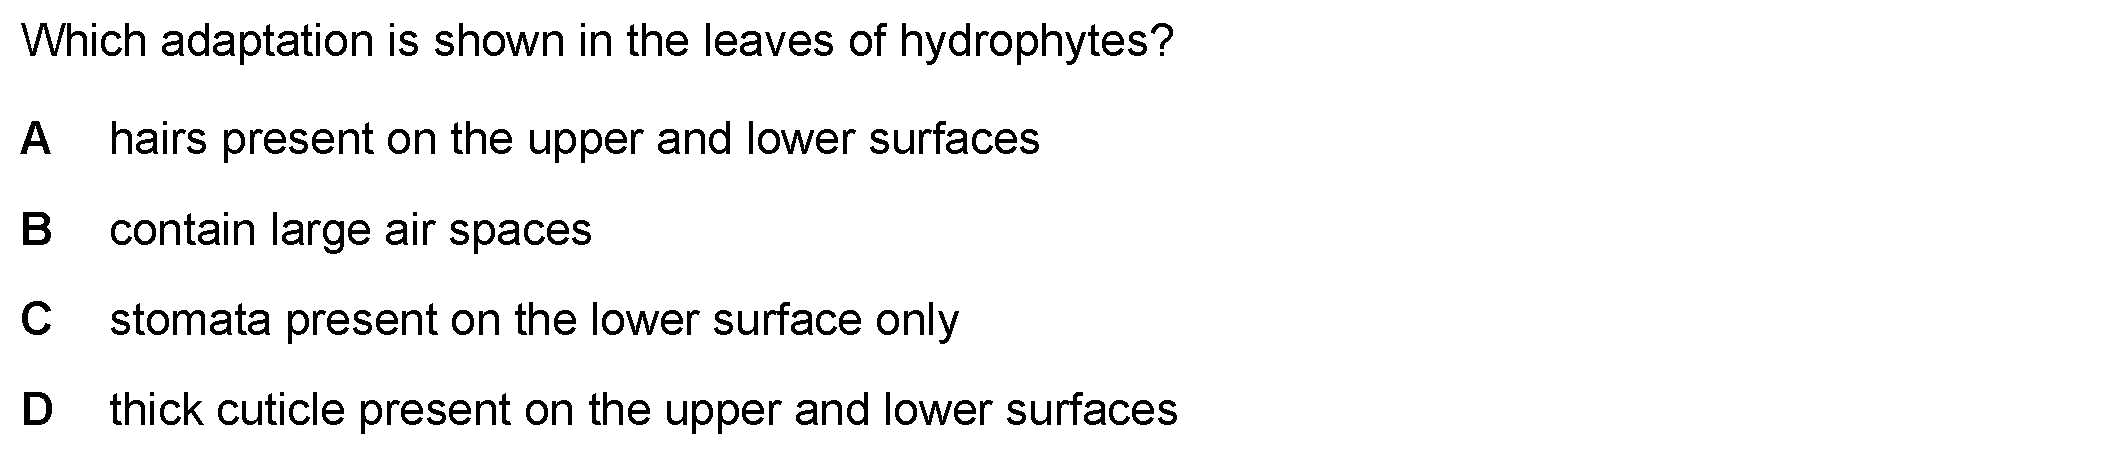 Which adaptation is shown in the leaves of hydrophytes?
A hairs present on the upper and lower surfaces
B contain large air spaces
C stomata present on the lower surface only
D thick cuticle present on the upper and lower surfaces